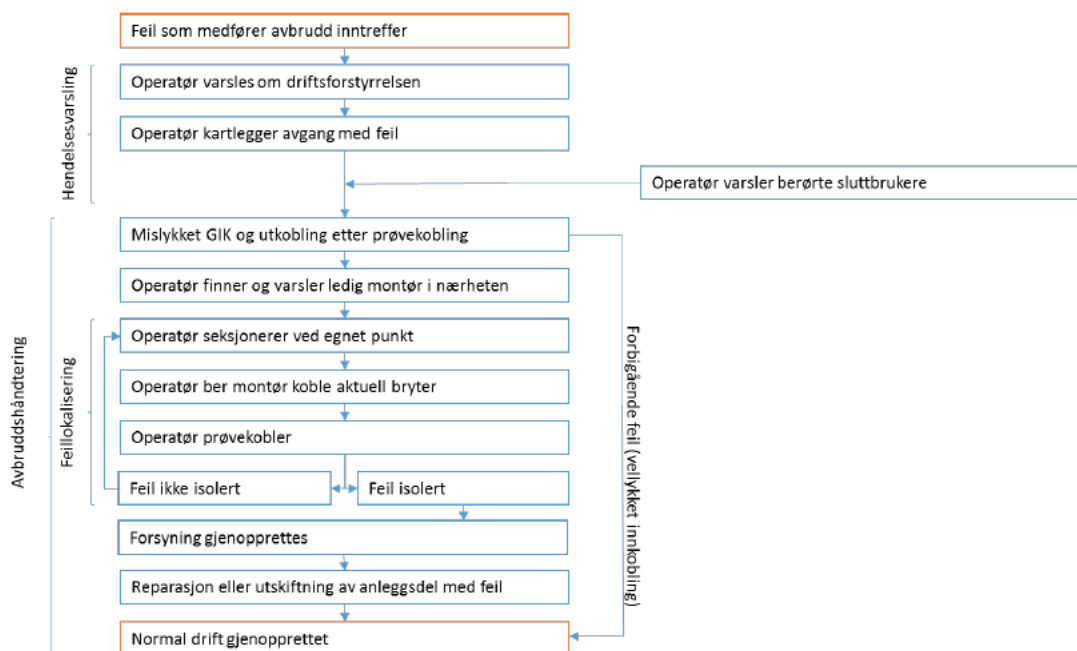 Feil som medfører avbrudd inntreffer
Hendelsesvarsling
Operatør varsles om driftsforstyrrelsen
Operatør kartlegger avgang med feil
Operatør varsler berørte sluttbrukere
Avbruddshåndtering
Mislykket GIK og utkobling etter prøvekobling
Operatør finner og varsler ledig montør i nærheten
Feillokalisering
Operatør seksjonerer ved egnet punkt
Operatør ber montør koble aktuell bryter
Operatør prøvekobler
Feil ikke isolert
Feil isolert
Forbigående feil (vellykket innkobling)
Forsyning gjenopprettes
Reparasjon eller utskiftning av anleggsdel med feil
Normal drift gjenopprettet